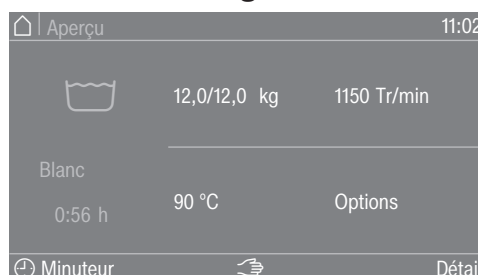 Aperçu 11:02
12,0/12,0 kg 1150 Tr/min
Blanc
0:56 h
90 °C Options
Minuteur Détai